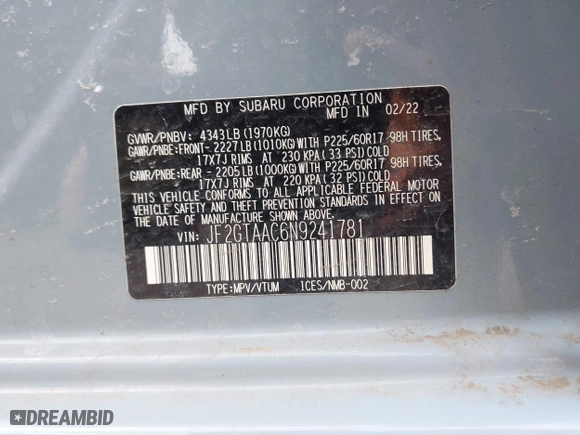 MFD BY SUBARU CORPORATION
MFD IN 02/22
GVWR/PNBV: 4343LB(1970KG)
GAWR/PNBE:FRONT- 2227LB(1010KG)WITH P225/60R17 98H TIRES,
17X7J RIMS AT 230 KPA(33 PSI)COLD
GAWR/PNBE:REAR - 2205LB(1000KG)WITH P225/60R17 98H TIRES,
17X7J RIMS AT 220 KPA(32 PSI)COLD
THIS VEHICLE CONFORMS TO ALL APPLICABLE FEDERAL MOTOR
VEHICLE SAFETY, BUMPER, AND THEFT PREVENTION STANDARDS
IN EFFECT ON THE DATE OF MANUFACTURE SHOWN ABOVE.
VIN: JF2GTAAC6N9241781
TYPE:MPV/VTUM ICES/NMB-002
DREAMBID